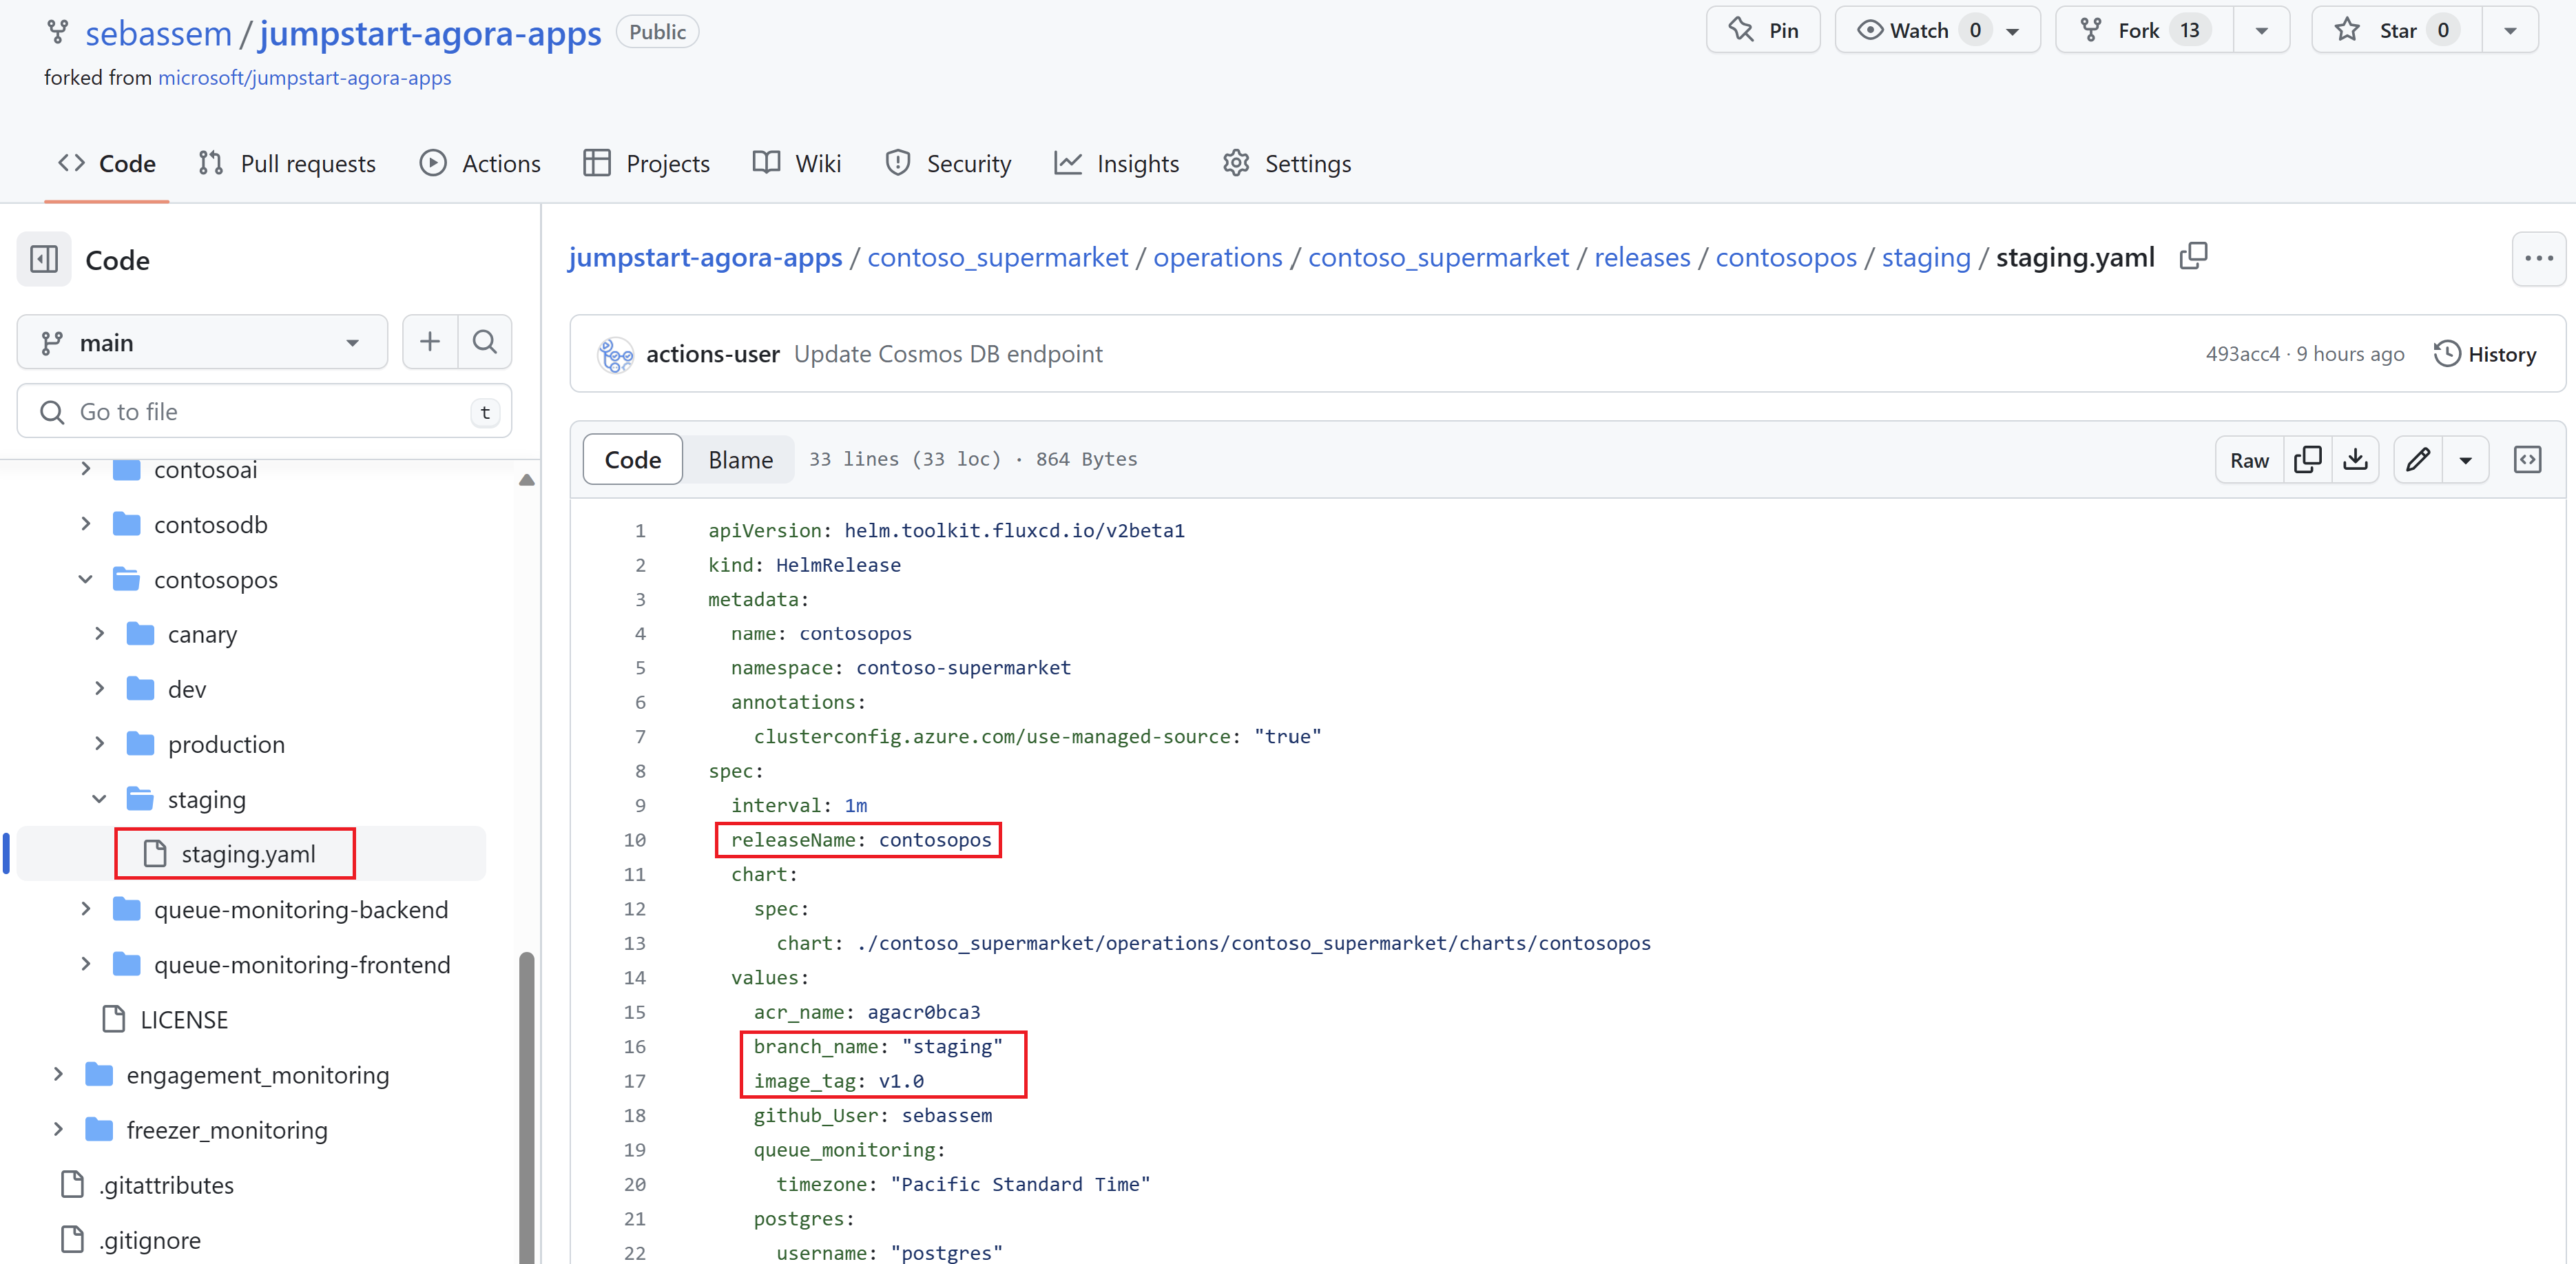 sebassem / jumpstart-agora-apps Public
Pin Watch 0 Fork 13 Star 0
forked from microsoft/jumpstart-agora-apps
Code Pull requests Actions Projects Wiki Security Insights Settings
Code
main
Go to file t
contosoai
contosodb
contosopos
canary
dev
production
staging
staging.yaml
queue-monitoring-backend
queue-monitoring-frontend
LICENSE
engagement_monitoring
freezer_monitoring
.gitattributes
.gitignore
jumpstart-agora-apps / contoso_supermarket / operations / contoso_supermarket / releases / contosopos / staging / staging.yaml
actions-user Update Cosmos DB endpoint 493acc4 · 9 hours ago History
Code Blame 33 lines (33 loc) · 864 Bytes Raw
1 apiVersion: helm.toolkit.fluxcd.io/v2beta1
2 kind: HelmRelease
3 metadata:
4 name: contosopos
5 namespace: contoso-supermarket
6 annotations:
7 clusterconfig.azure.com/use-managed-source: "true"
8 spec:
9 interval: 1m
10 releaseName: contosopos
11 chart:
12 spec:
13 chart: ./contoso_supermarket/operations/contoso_supermarket/charts/contosopos
14 values:
15 acr_name: agacr0bca3
16 branch_name: "staging"
17 image_tag: v1.0
18 github_User: sebassem
19 queue_monitoring:
20 timezone: "Pacific Standard Time"
21 postgres:
22 username: "postgres"